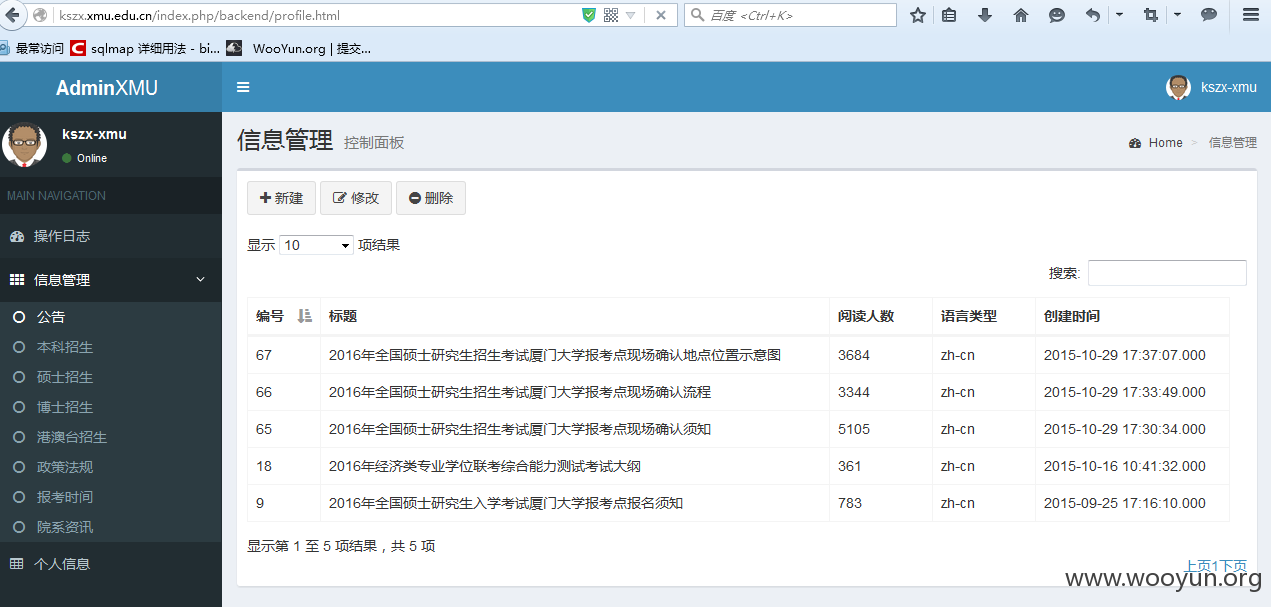 kszx.xmu.edu.cn/index.php/backend/profile.html
百度 <Ctrl+K>
最常访问 sqlmap 详细用法 - bi... WooYun.org | 提交...
AdminXMU
kszx-xmu
kszx-xmu
Online
信息管理 控制面板
Home > 信息管理
MAIN NAVIGATION
操作日志
信息管理
公告
本科招生
硕士招生
博士招生
港澳台招生
政策法规
报考时间
院系资讯
个人信息
新建 修改 删除
显示 10 项结果
搜索:
编号 标题 阅读人数 语言类型 创建时间
67 2016年全国硕士研究生招生考试厦门大学报考点现场确认地点位置示意图 3684 zh-cn 2015-10-29 17:37:07.000
66 2016年全国硕士研究生招生考试厦门大学报考点现场确认流程 3344 zh-cn 2015-10-29 17:33:49.000
65 2016年全国硕士研究生招生考试厦门大学报考点现场确认须知 5105 zh-cn 2015-10-29 17:30:34.000
18 2016年经济类专业学位联考综合能力测试考试大纲 361 zh-cn 2015-10-16 10:41:32.000
9 2016年全国硕士研究生入学考试厦门大学报考点报名须知 783 zh-cn 2015-09-25 17:16:10.000
显示第 1 至 5 项结果，共 5 项
上页1下页
www.wooyun.org